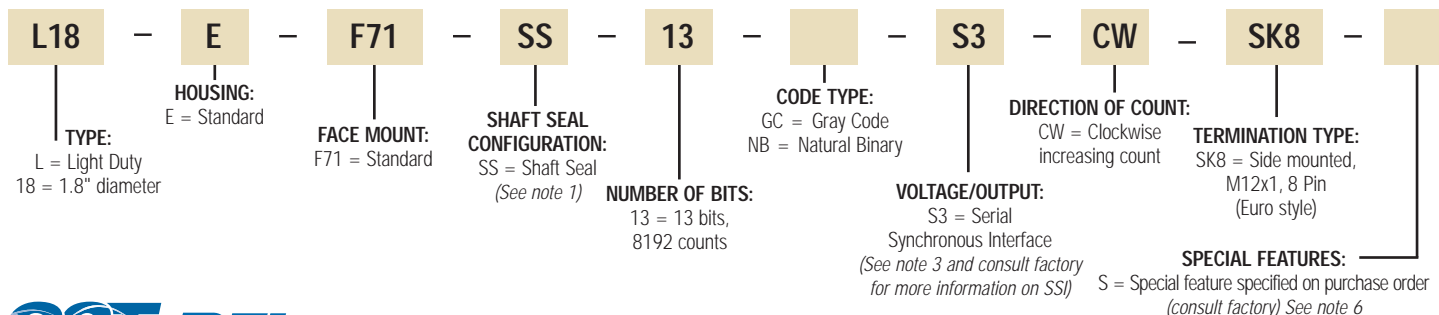 L18 – E – F71 – SS – 13 – – S3 – CW – SK8 –
TYPE:
L = Light Duty
18 = 1.8" diameter
HOUSING:
E = Standard
FACE MOUNT:
F71 = Standard
SHAFT SEAL
CONFIGURATION:
SS = Shaft Seal
(See note 1)
NUMBER OF BITS:
13 = 13 bits,
8192 counts
CODE TYPE:
GC = Gray Code
NB = Natural Binary
VOLTAGE/OUTPUT:
S3 = Serial
Synchronous Interface
(See note 3 and consult factory
for more information on SSI)
DIRECTION OF COUNT:
CW = Clockwise
increasing count
TERMINATION TYPE:
SK8 = Side mounted,
M12x1, 8 Pin
(Euro style)
SPECIAL FEATURES:
S = Special feature specified on purchase order
(consult factory) See note 6